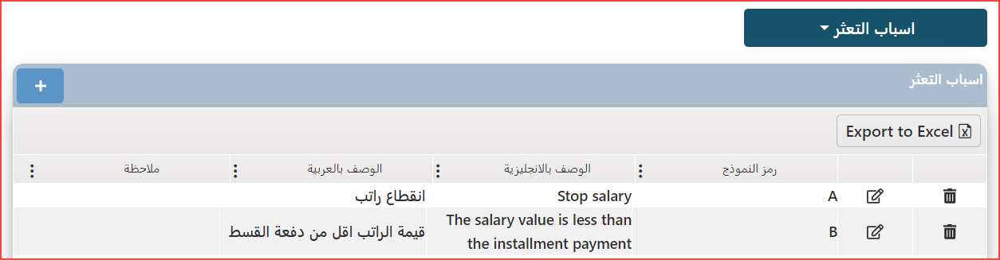 اسباب التعثر
اسباب التعثر
+
Export to Excel
رمز النموذج
الوصف بالانجليزية
الوصف بالعربية
ملاحظة
A
Stop salary
انقطاع راتب
B
The salary value is less than
the installment payment
قيمة الراتب اقل من دفعة القسط